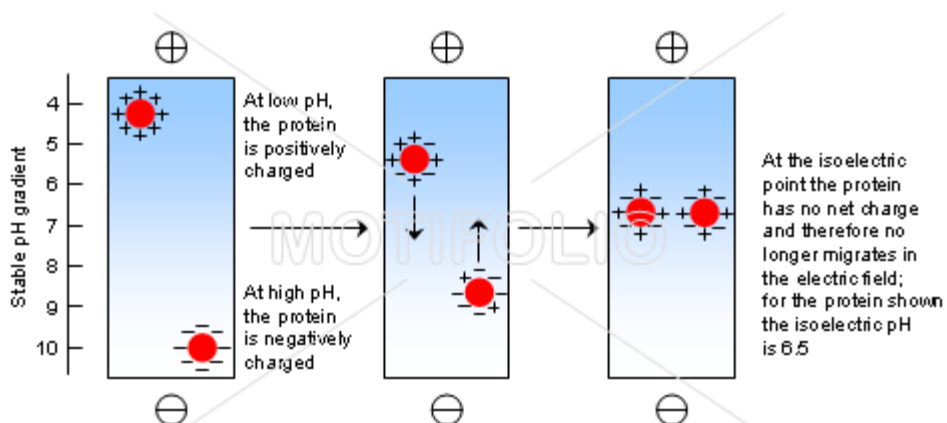 Stable pH gradient
4
5
6
7
8
9
10
At low pH,
the protein
is positively
charged
At high pH,
the protein
is negatively
charged
At the isoelectric
point the protein
has no net charge
and therefore no
longer migrates in
the electric field;
for the protein shown
the isoelectric pH
is 6.5
MOTIFOLIO